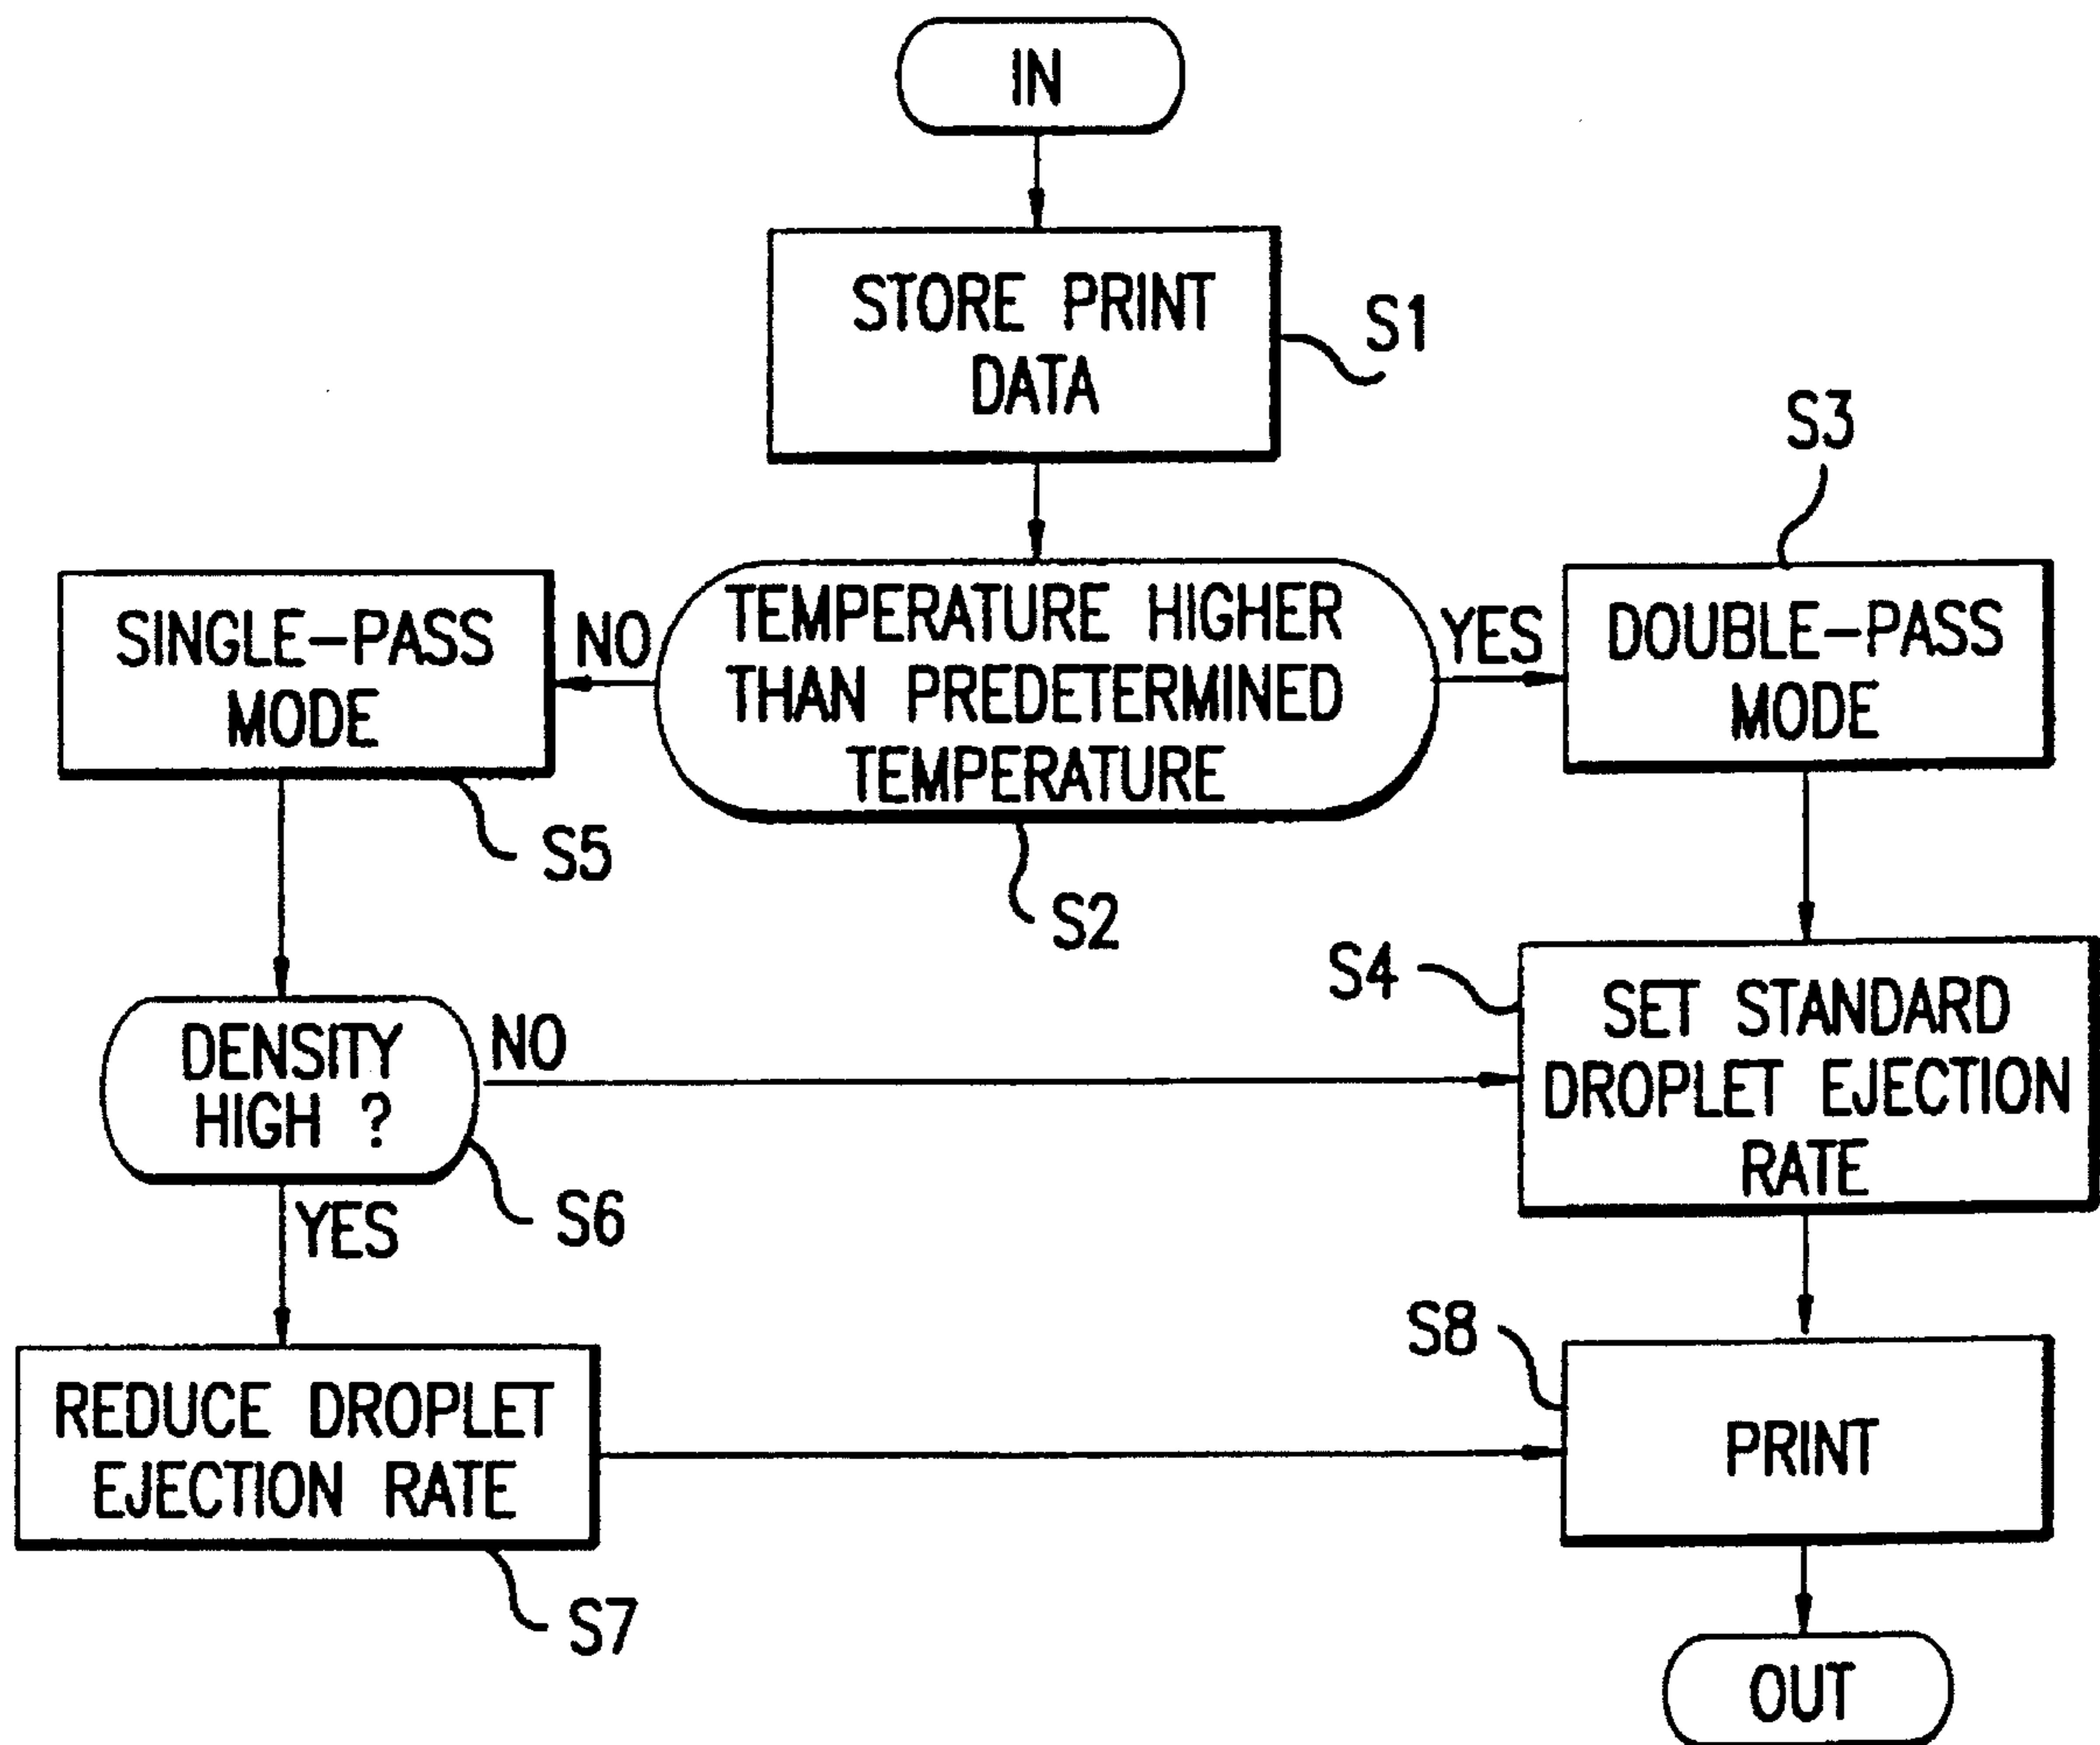 IN
STORE PRINT
DATA
S1
S3
SINGLE-PASS
MODE
NO
TEMPERATURE HIGHER
THAN PREDETERMINED
TEMPERATURE
YES
DOUBLE-PASS
MODE
S5
S2
S4
SET STANDARD
DROPLET EJECTION
RATE
DENSITY
HIGH ?
NO
S6
YES
S8
REDUCE DROPLET
EJECTION RATE
PRINT
S7
OUT